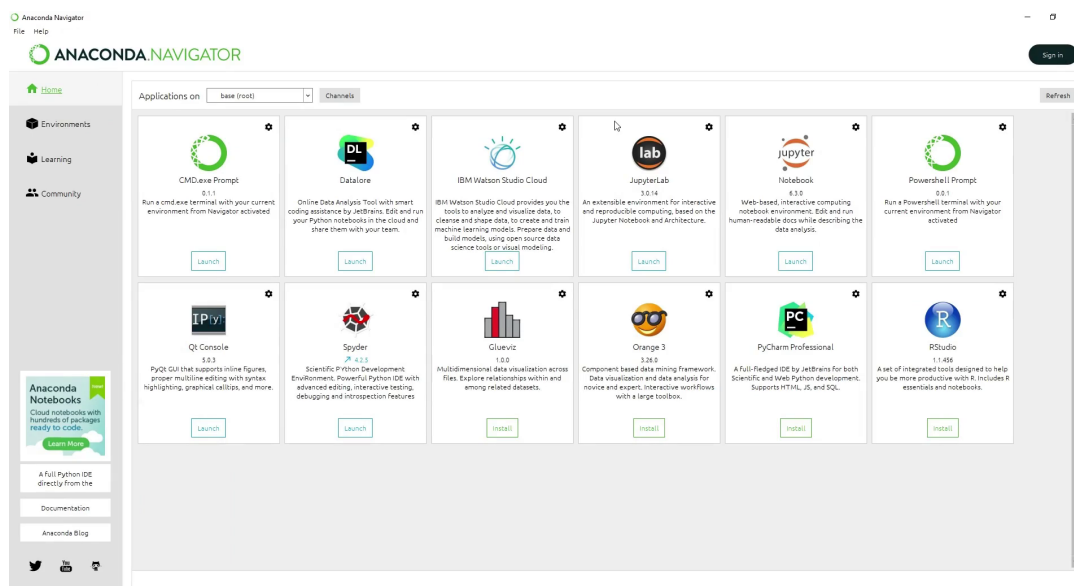 Anaconda Navigator
File Help
ANACONDA.NAVIGATOR
Sign in
Home
Environments
Learning
Community
Applications on base (root) Channels
Refresh
CMD.exe Prompt
0.1.1
Run a cmd.exe terminal with your current
environment from Navigator activated
Launch
DL
Datalore
Online Data Analysis Tool with smart
coding assistance by JetBrains. Edit and run
your Python notebooks in the cloud and
share them with your team.
Launch
IBM Watson Studio Cloud
IBM Watson Studio Cloud provides you the
tools to analyze and visualize data, to
cleanse and shape data, to create and train
machine learning models. Prepare data and
build models, using open source data
science tools or visual modeling.
Launch
lab
JupyterLab
3.0.14
An extensible environment for interactive
and reproducible computing, based on the
Jupyter Notebook and Architecture.
Launch
jupyter
Notebook
6.3.0
Web-based, interactive computing
notebook environment. Edit and run
human-readable docs while describing the
data analysis.
Launch
Powershell Prompt
0.0.1
Run a Powershell terminal with your
current environment from Navigator
activated
Launch
IP[y]:
Qt Console
5.0.3
PyQt GUI that supports inline figures,
proper multiline editing with syntax
highlighting, graphical calltips, and more.
Launch
Spyder
4.2.5
Scientific PYthon Development
EnviRonment. Powerful Python IDE with
advanced editing, interactive testing,
debugging and introspection features
Launch
Glueviz
1.0.0
Multidimensional data visualization across
files. Explore relationships within and
among related datasets.
Install
Orange 3
3.26.0
Component based data mining framework.
Data visualization and data analysis for
novice and expert. Interactive workflows
with a large toolbox.
Install
PC
PyCharm Professional
A full-fledged IDE by JetBrains for both
Scientific and Web Python development.
Supports HTML, JS, and SQL.
Install
R
RStudio
1.1.456
A set of integrated tools designed to help
you be more productive with R. Includes R
essentials and notebooks.
Install
Anaconda
Notebooks
Cloud notebooks with
hundreds of packages
ready to code.
Learn More
A full Python IDE
directly from the
Documentation
Anaconda Blog
You
Tube